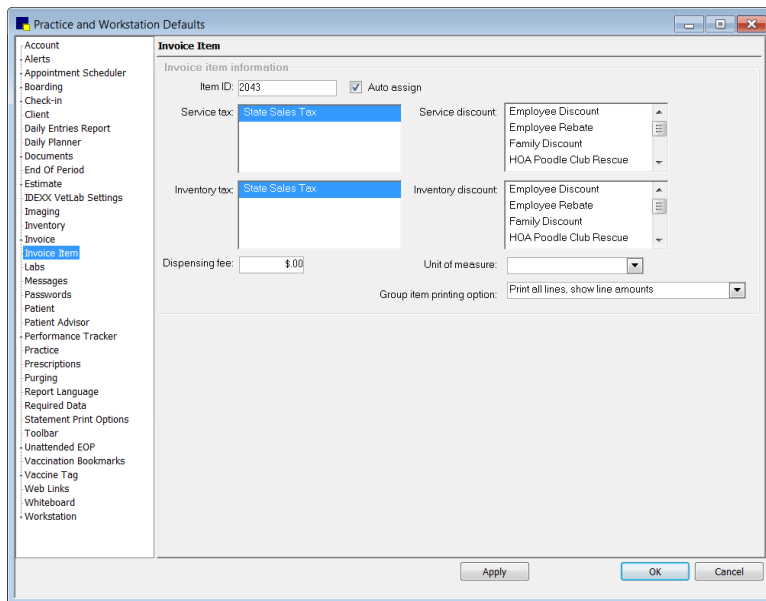 Practice and Workstation Defaults
Account
Alerts
Appointment Scheduler
Boarding
Check-in
Client
Daily Entries Report
Daily Planner
Documents
End Of Period
Estimate
IDEXX VetLab Settings
Imaging
Inventory
Invoice
Invoice Item
Labs
Messages
Passwords
Patient
Patient Advisor
Performance Tracker
Practice
Prescriptions
Purging
Report Language
Required Data
Statement Print Options
Toolbar
Unattended EOP
Vaccination Bookmarks
Vaccine Tag
Web Links
Whiteboard
Workstation
Invoice Item
Invoice item information
Item ID: 2043 Auto assign
Service tax: State Sales Tax
Service discount: Employee Discount
Employee Rebate
Family Discount
HOA Poodle Club Rescue
Inventory tax: State Sales Tax
Inventory discount: Employee Discount
Employee Rebate
Family Discount
HOA Poodle Club Rescue
Dispensing fee: $.00
Unit of measure:
Group item printing option: Print all lines, show line amounts
Apply OK Cancel